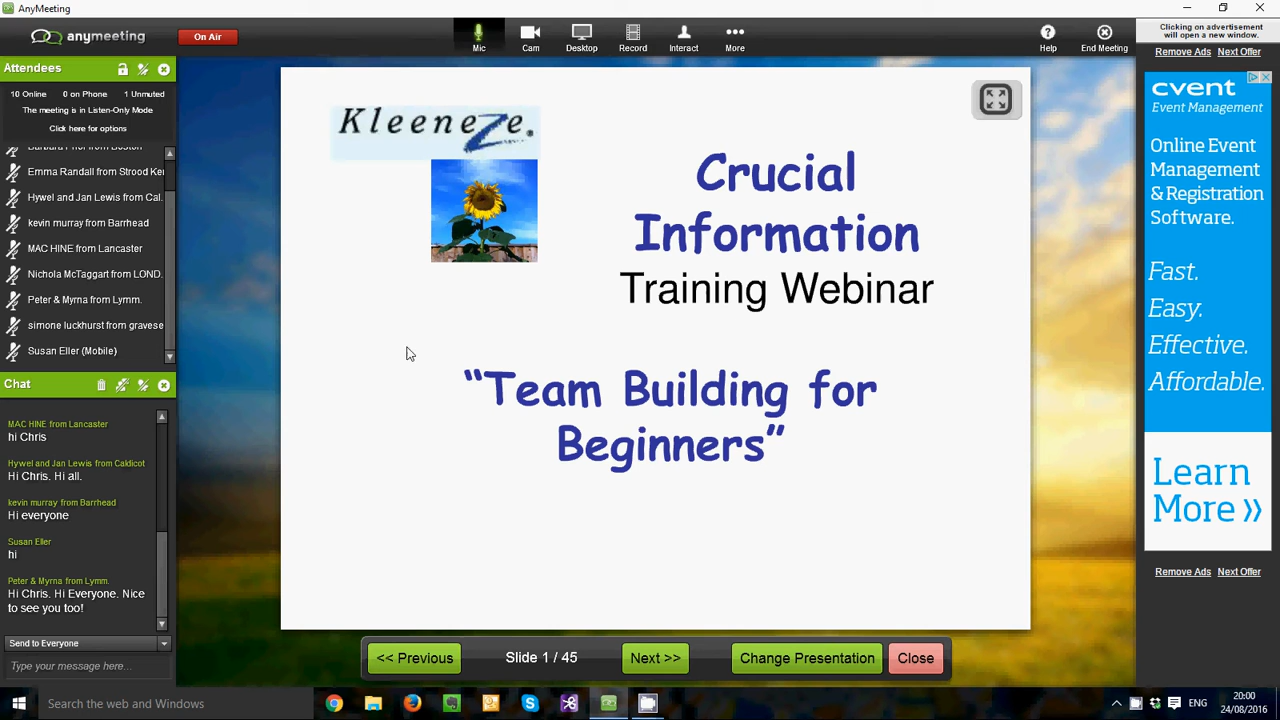 AnyMeeting
anymeeting
On Air
Mic
Cam
Desktop
Record
Interact
More
Help
End Meeting
Clicking on advertisement
will open a new window.
Remove Ads Next Offer
Attendees
10 Online 0 on Phone 1 Unmuted
The meeting is in Listen-Only Mode
Click here for options
Emma Randall from Strood Ker
Hywel and Jan Lewis from Cal.
kevin murray from Barrhead
MAC HINE from Lancaster
Nichola McTaggart from LOND.
Peter & Myrna from Lymm.
simone luckhurst from gravese
Susan Eller (Mobile)
Chat
MAC HINE from Lancaster
hi Chris
Hywel and Jan Lewis from Caldicot
Hi Chris. Hi all.
kevin murray from Barrhead
Hi everyone
Susan Eller
hi
Peter & Myrna from Lymm.
Hi Chris. Hi Everyone. Nice
to see you too!
Send to Everyone
Type your message here...
KleeneZe®
Crucial
Information
Training Webinar
“Team Building for
Beginners”
<< Previous
Slide 1 / 45
Next >>
Change Presentation
Close
cvent
Event Management
Online Event
Management
& Registration
Software.
Fast.
Easy.
Effective.
Affordable.
Learn
More »
Remove Ads Next Offer
Search the web and Windows
ENG
20:00
24/08/2016